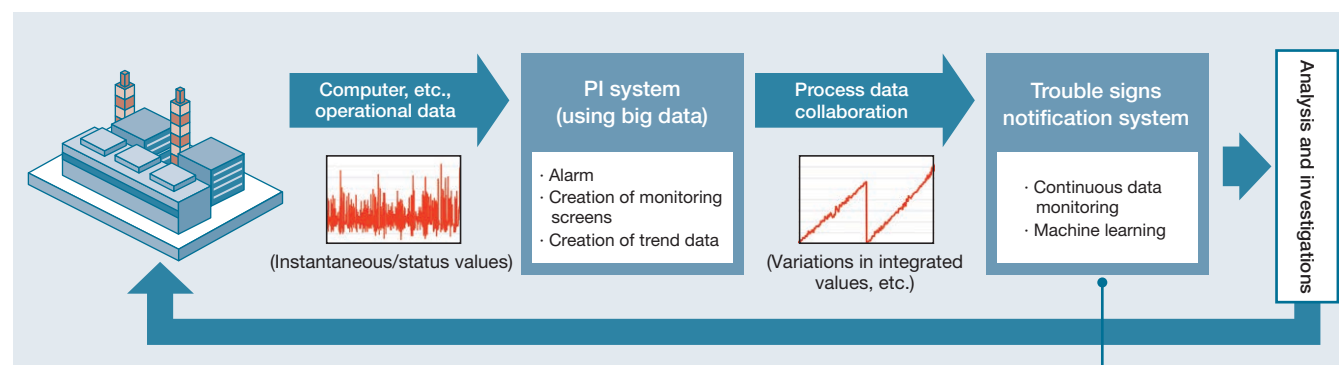 Computer, etc.,
operational data
(Instantaneous/status values)
PI system
(using big data)
· Alarm
· Creation of monitoring
screens
· Creation of trend data
Process data
collaboration
(Variations in integrated
values, etc.)
Trouble signs
notification system
· Continuous data
monitoring
· Machine learning
Analysis and investigations